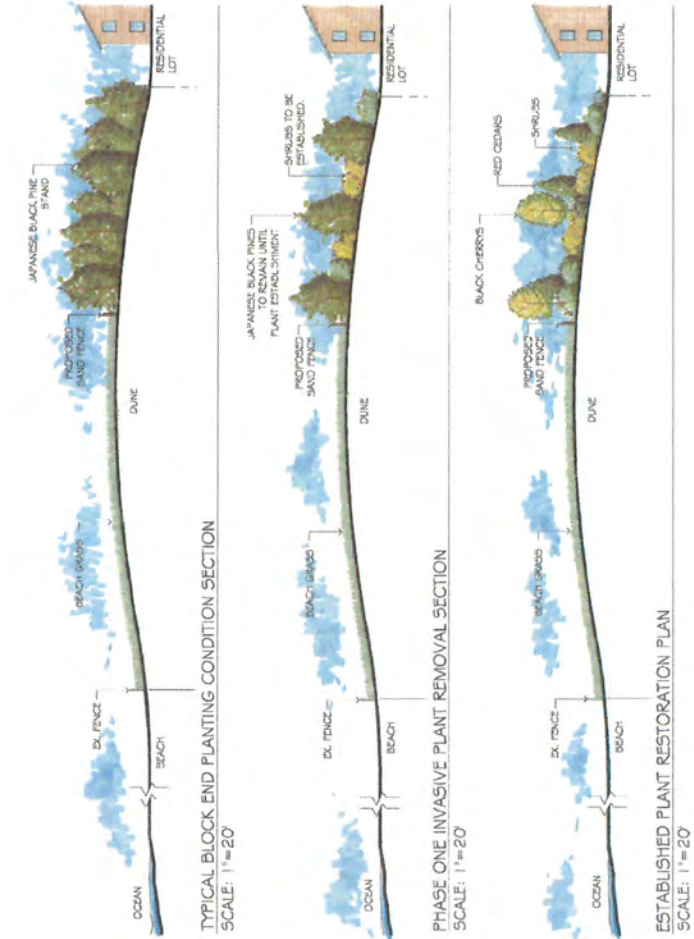 JAPANESE BLACK PINE
STAND
PROPOSED
SAND FENCE
BEACH GRASS
EX. FENCE
RESIDENTIAL
LOT
DUNE
BEACH
OCEAN
TYPICAL BLOCK END PLANTING CONDITION SECTION
SCALE: 1"=20'
JAPANESE BLACK PINES
TO REMAIN UNTIL
PLANT ESTABLISHMENT
SHRUBS TO BE
ESTABLISHED.
PROPOSED
SAND FENCE
BEACH GRASS
EX. FENCE
RESIDENTIAL
LOT
DUNE
BEACH
OCEAN
PHASE ONE INVASIVE PLANT REMOVAL SECTION
SCALE: 1"=20'
BLACK CHERRYS
RED CEDARS
SHRUBS
PROPOSED
SAND FENCE
BEACH GRASS
EX. FENCE
RESIDENTIAL
LOT
DUNE
BEACH
OCEAN
ESTABLISHED PLANT RESTORATION PLAN
SCALE: 1"=20'